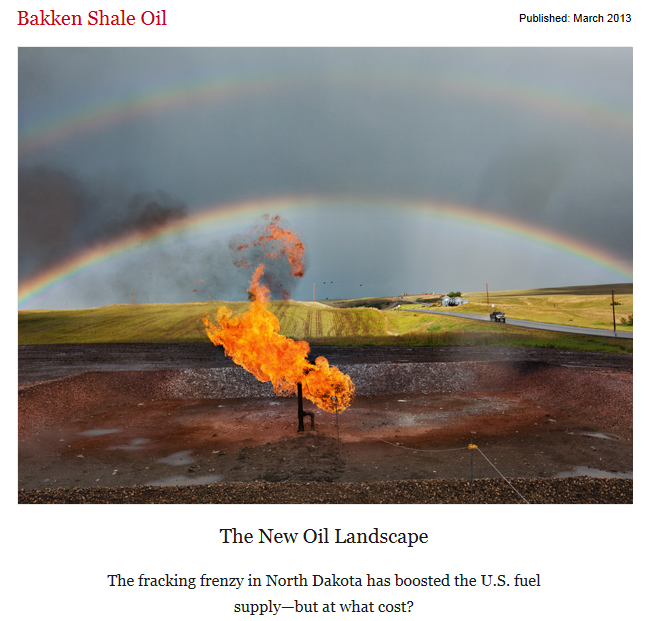 Bakken Shale Oil
Published: March 2013
The New Oil Landscape
The fracking frenzy in North Dakota has boosted the U.S. fuel
supply—but at what cost?